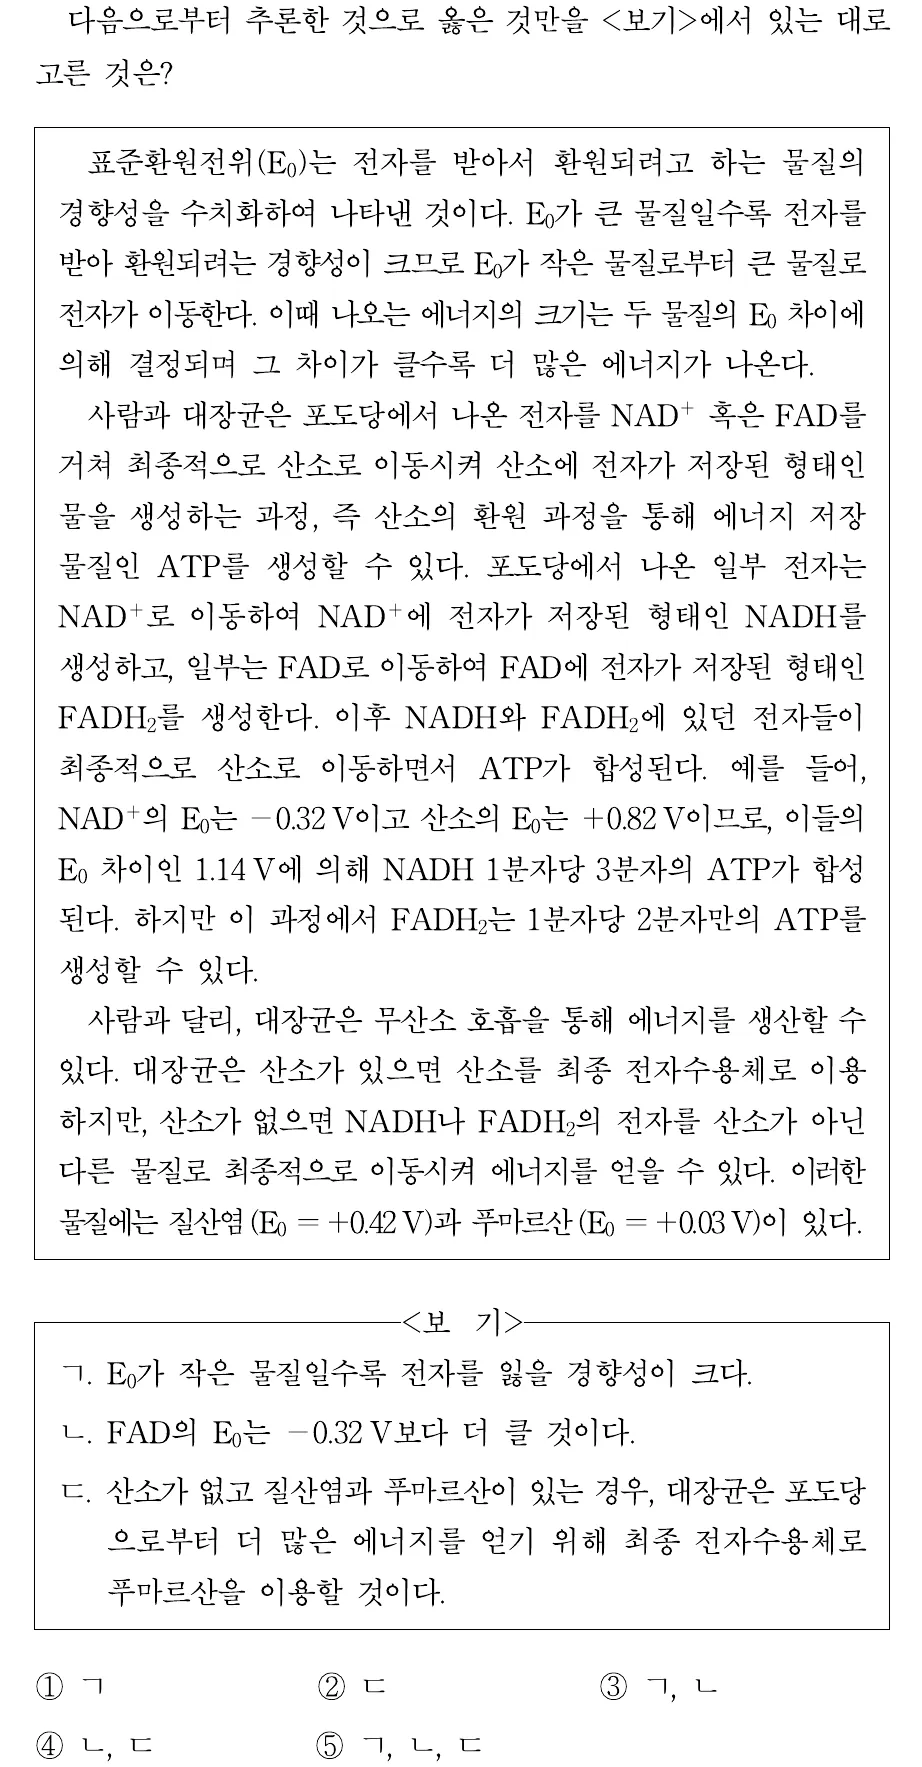 다음으로부터 추론한 것으로 옳은 것만을 <보기>에서 있는 대로
고른 것은?
표준환원전위(E₀)는 전자를 받아서 환원되려고 하는 물질의
경향성을 수치화하여 나타낸 것이다. E₀가 큰 물질일수록 전자를
받아 환원되려는 경향성이 크므로 E₀가 작은 물질로부터 큰 물질로
전자가 이동한다. 이때 나오는 에너지의 크기는 두 물질의 E₀ 차이에
의해 결정되며 그 차이가 클수록 더 많은 에너지가 나온다.
사람과 대장균은 포도당에서 나온 전자를 NAD⁺ 혹은 FAD를
거쳐 최종적으로 산소로 이동시켜 산소에 전자가 저장된 형태인
물을 생성하는 과정, 즉 산소의 환원 과정을 통해 에너지 저장
물질인 ATP를 생성할 수 있다. 포도당에서 나온 일부 전자는
NAD⁺로 이동하여 NAD⁺에 전자가 저장된 형태인 NADH를
생성하고, 일부는 FAD로 이동하여 FAD에 전자가 저장된 형태인
FADH₂를 생성한다. 이후 NADH와 FADH₂에 있던 전자들이
최종적으로 산소로 이동하면서 ATP가 합성된다. 예를 들어,
NAD⁺의 E₀는 －0.32 V이고 산소의 E₀는 +0.82 V이므로, 이들의
E₀ 차이인 1.14 V에 의해 NADH 1분자당 3분자의 ATP가 합성
된다. 하지만 이 과정에서 FADH₂는 1분자당 2분자만의 ATP를
생성할 수 있다.
사람과 달리, 대장균은 무산소 호흡을 통해 에너지를 생산할 수
있다. 대장균은 산소가 있으면 산소를 최종 전자수용체로 이용
하지만, 산소가 없으면 NADH나 FADH₂의 전자를 산소가 아닌
다른 물질로 최종적으로 이동시켜 에너지를 얻을 수 있다. 이러한
물질에는 질산염(E₀ = +0.42 V)과 푸마르산(E₀ = +0.03 V)이 있다.
<보 기>
ㄱ. E₀가 작은 물질일수록 전자를 잃을 경향성이 크다.
ㄴ. FAD의 E₀는 －0.32 V보다 더 클 것이다.
ㄷ. 산소가 없고 질산염과 푸마르산이 있는 경우, 대장균은 포도당
으로부터 더 많은 에너지를 얻기 위해 최종 전자수용체로
푸마르산을 이용할 것이다.
① ㄱ ② ㄷ ③ ㄱ, ㄴ
④ ㄴ, ㄷ ⑤ ㄱ, ㄴ, ㄷ